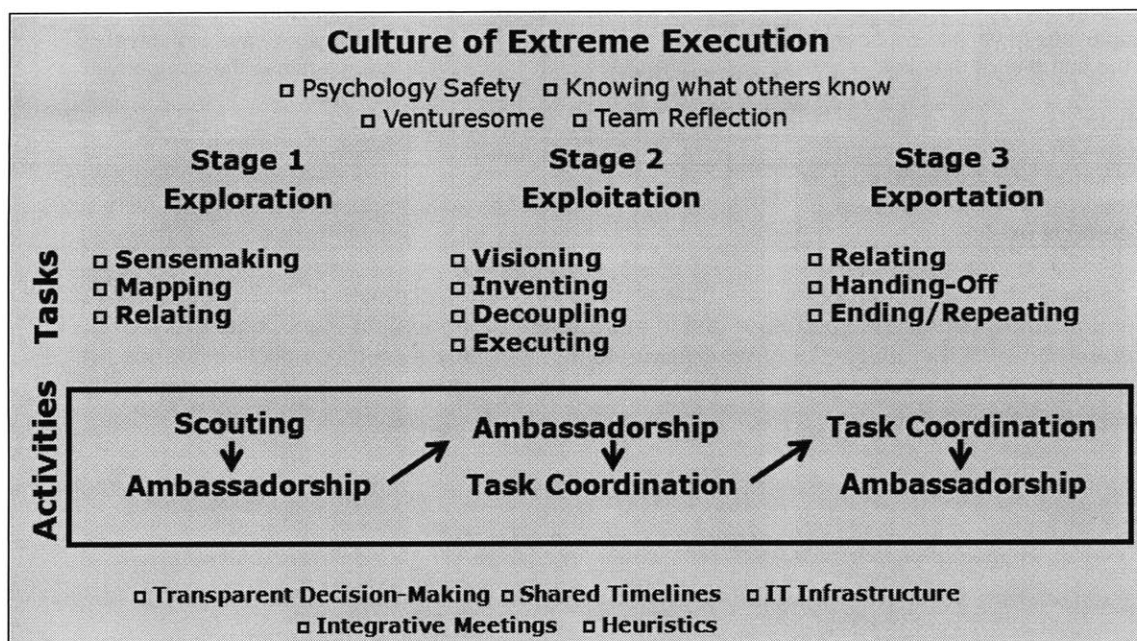 Culture of Extreme Execution
Psychology Safety Knowing what others know
Venturesome Team Reflection
Stage 1 Stage 2 Stage 3
Exploration Exploitation Exportation
Tasks
Sensemaking Visioning Relating
Mapping Inventing Handing-Off
Relating Decoupling Ending/Repeating
Executing
Activities
Scouting Ambassadorship Task Coordination
Ambassadorship Task Coordination Ambassadorship
Transparent Decision-Making Shared Timelines IT Infrastructure
Integrative Meetings Heuristics